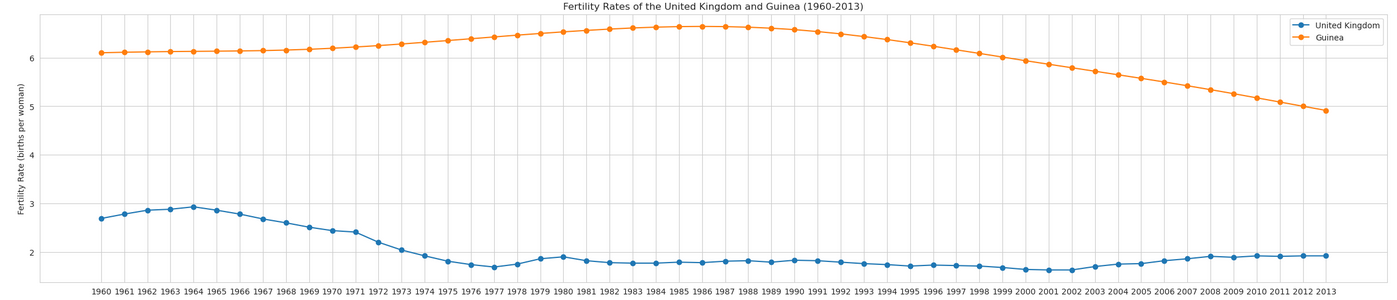 Fertility Rates of the United Kingdom and Guinea (1960-2013)
United Kingdom
Guinea
Fertility Rate (births per woman)
6
5
4
3
2
1960 1961 1962 1963 1964 1965 1966 1967 1968 1969 1970 1971 1972 1973 1974 1975 1976 1977 1978 1979 1980 1981 1982 1983 1984 1985 1986 1987 1988 1989 1990 1991 1992 1993 1994 1995 1996 1997 1998 1999 2000 2001 2002 2003 2004 2005 2006 2007 2008 2009 2010 2011 2012 2013